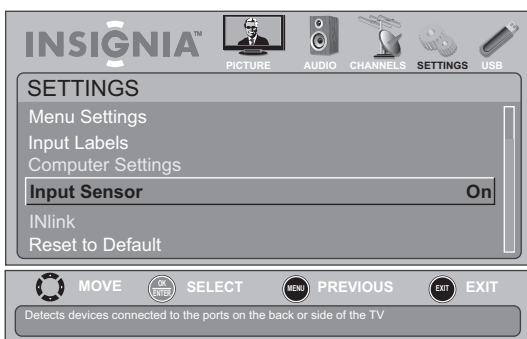 INSIGNIA™
PICTURE AUDIO CHANNELS SETTINGS USB
SETTINGS
Menu Settings
Input Labels
Computer Settings
Input Sensor On
INlink
Reset to Default
MOVE OK ENTER SELECT MENU PREVIOUS EXIT EXIT
Detects devices connected to the ports on the back or side of the TV